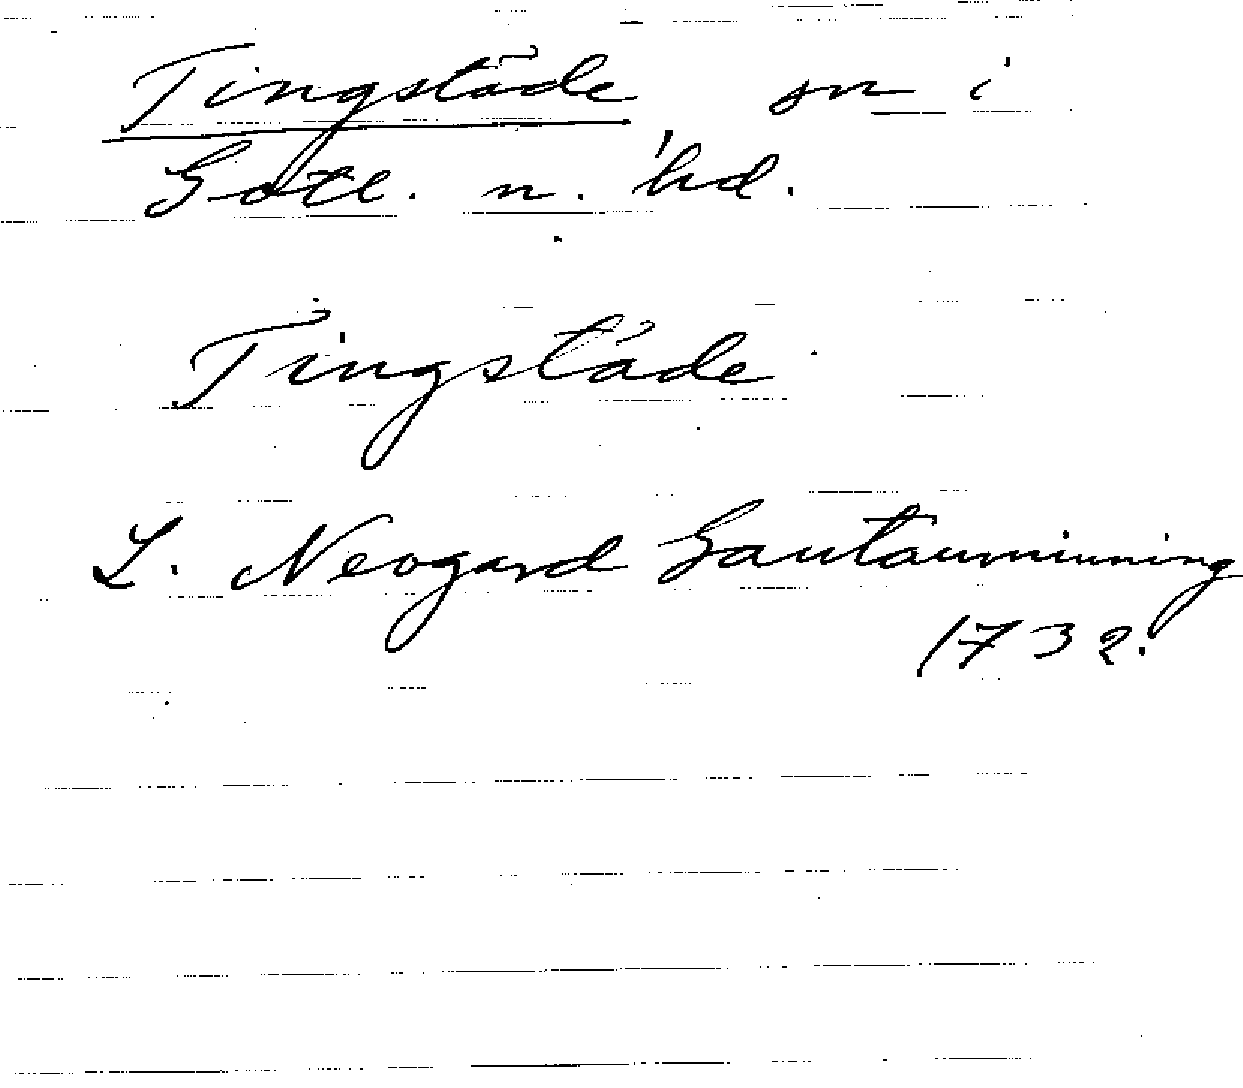 Tingstäde sn i
Gotl. n. hd.
Tingstäde
L. Neogard Gautauminning
1732.